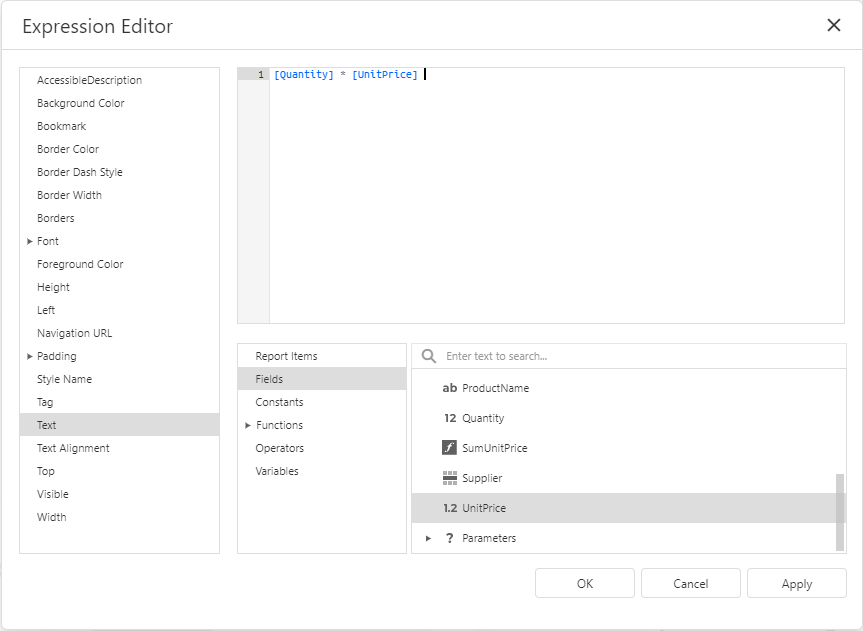 Expression Editor
AccessibleDescription
Background Color
Bookmark
Border Color
Border Dash Style
Border Width
Borders
Font
Foreground Color
Height
Left
Navigation URL
Padding
Style Name
Tag
Text
Text Alignment
Top
Visible
Width
1 [Quantity] * [UnitPrice]
Report Items
Fields
Constants
Functions
Operators
Variables
Enter text to search...
ab ProductName
12 Quantity
f SumUnitPrice
Supplier
1.2 UnitPrice
? Parameters
OK
Cancel
Apply